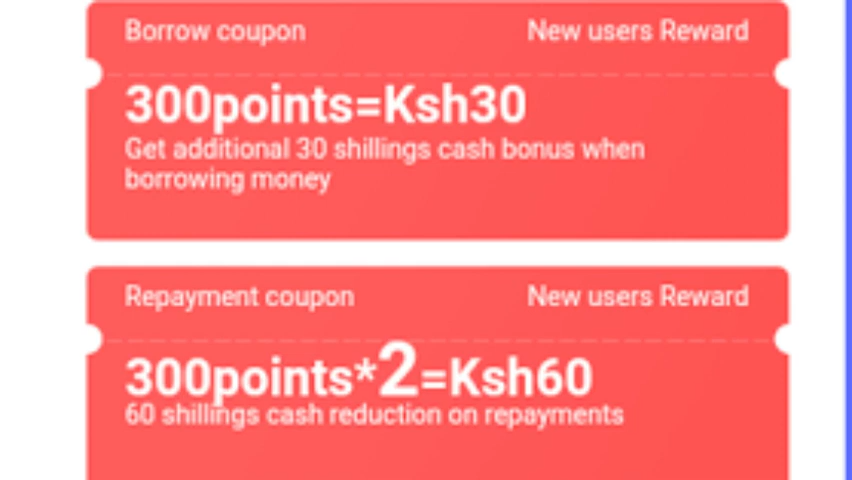 Borrow coupon New users Reward
300points=Ksh30
Get additional 30 shillings cash bonus when
borrowing money
Repayment coupon New users Reward
300points*2=Ksh60
60 shillings cash reduction on repayments